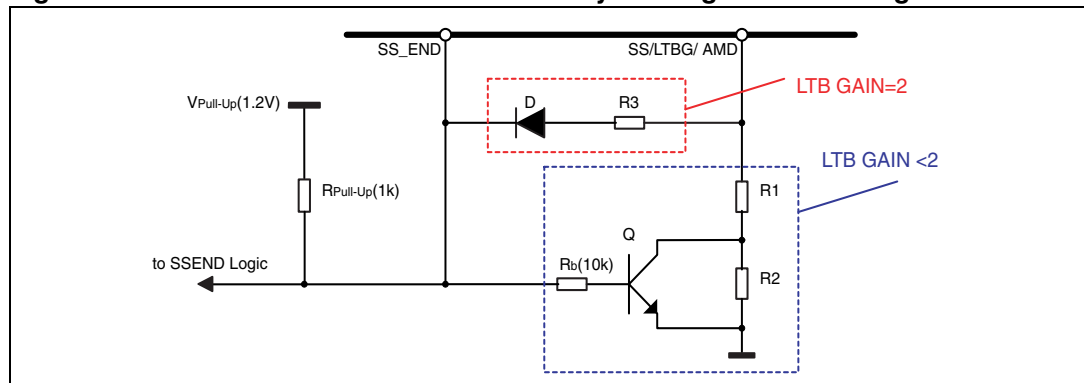 SS_END
SS/LTBG/ AMD
LTB GAIN=2
D
R3
VPull-Up(1.2V)
LTB GAIN <2
RPull-Up(1k)
R1
Q
to SSEND Logic
Rb(10k)
R2